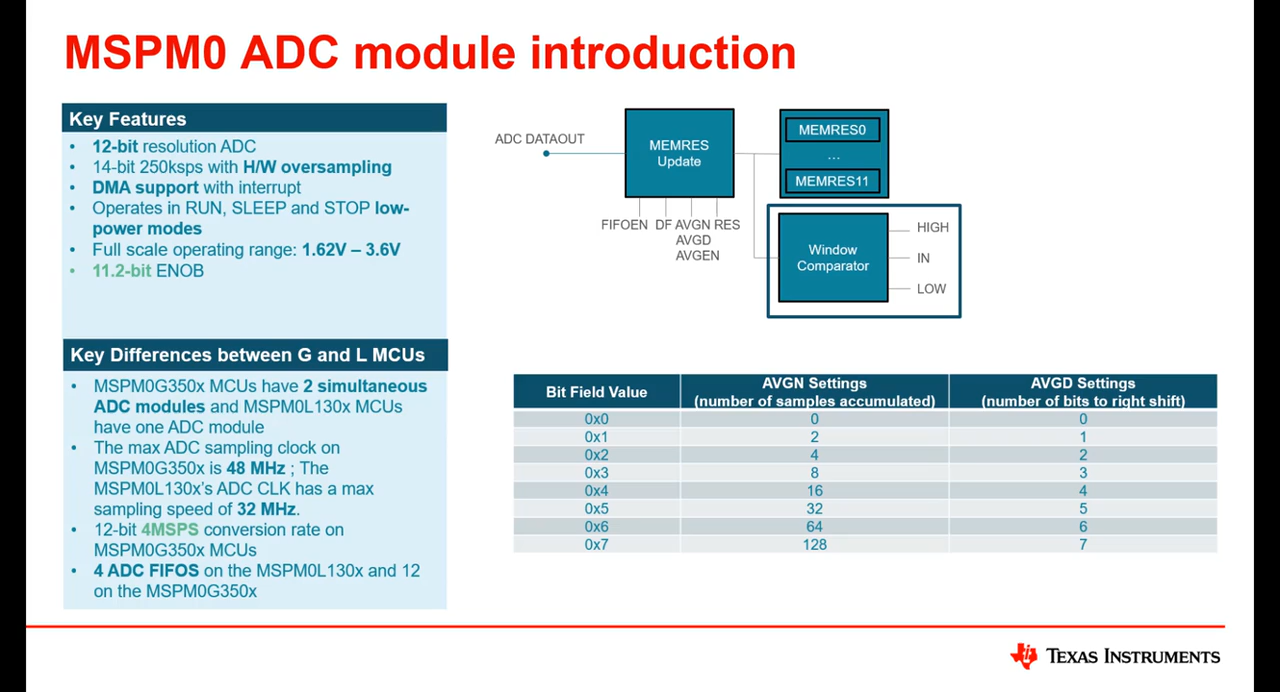 MSPM0 ADC module introduction
Key Features
• 12-bit resolution ADC
• 14-bit 250ksps with H/W oversampling
• DMA support with interrupt
• Operates in RUN, SLEEP and STOP low-
power modes
• Full scale operating range: 1.62V – 3.6V
• 11.2-bit ENOB
Key Differences between G and L MCUs
• MSPM0G350x MCUs have 2 simultaneous
ADC modules and MSPM0L130x MCUs
have one ADC module
• The max ADC sampling clock on
MSPM0G350x is 48 MHz ; The
MSPM0L130x's ADC CLK has a max
sampling speed of 32 MHz.
• 12-bit 4MSPS conversion rate on
MSPM0G350x MCUs
• 4 ADC FIFOS on the MSPM0L130x and 12
on the MSPM0G350x
ADC DATAOUT
MEMRES
Update
FIFOEN DF AVGN RES
AVGD
AVGEN
MEMRES0
...
MEMRES11
Window
Comparator
HIGH
IN
LOW
Bit Field Value AVGN Settings (number of samples accumulated) AVGD Settings (number of bits to right shift)
0x0 0 0
0x1 2 1
0x2 4 2
0x3 8 3
0x4 16 4
0x5 32 5
0x6 64 6
0x7 128 7
TEXAS INSTRUMENTS